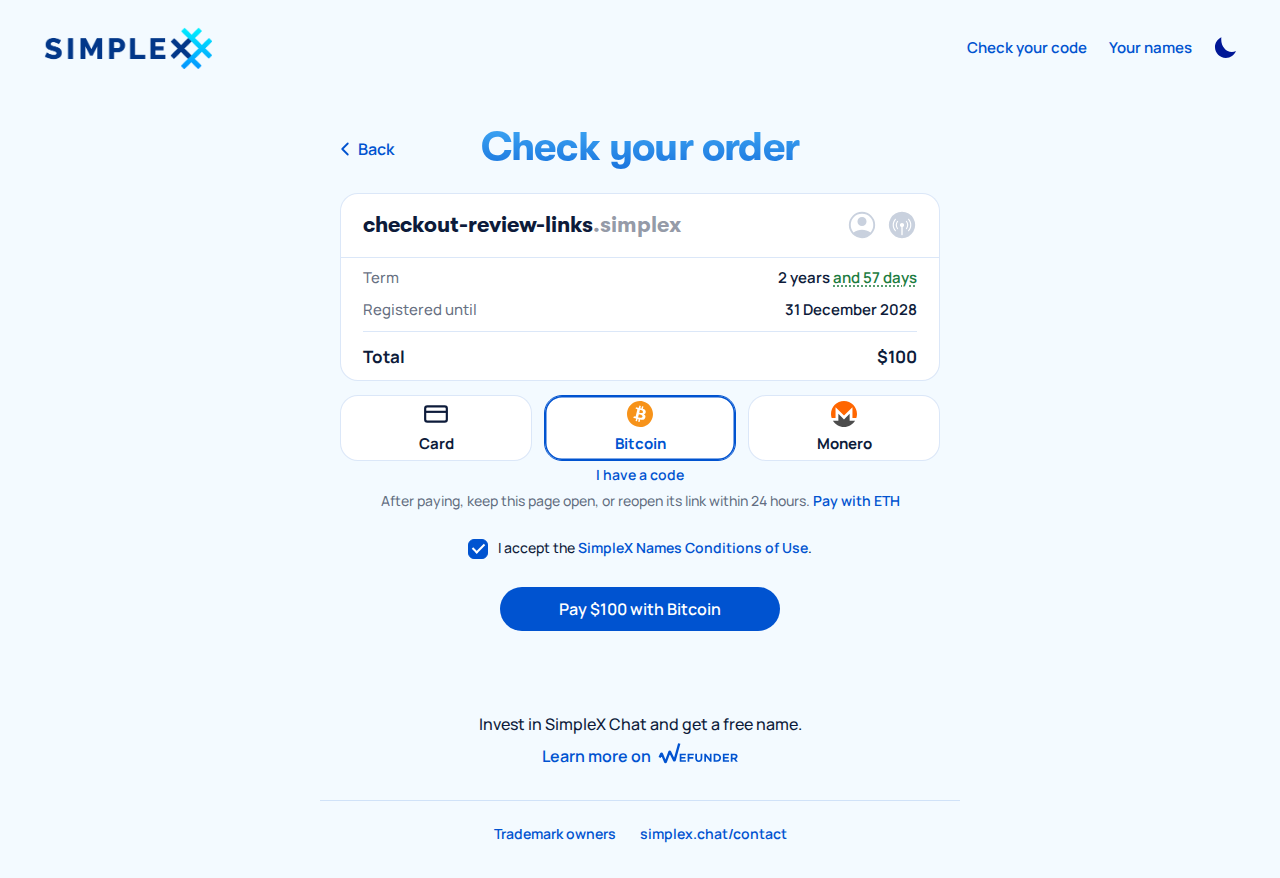 SIMPLEX
Check your code
Your names
Back
Check your order
checkout-review-links.simplex
Term
2 years and 57 days
Registered until
31 December 2028
Total
$100
Card
Bitcoin
Monero
I have a code
After paying, keep this page open, or reopen its link within 24 hours. Pay with ETH
I accept the SimpleX Names Conditions of Use.
Pay $100 with Bitcoin
Invest in SimpleX Chat and get a free name.
Learn more on WEFUNDER
Trademark owners
simplex.chat/contact